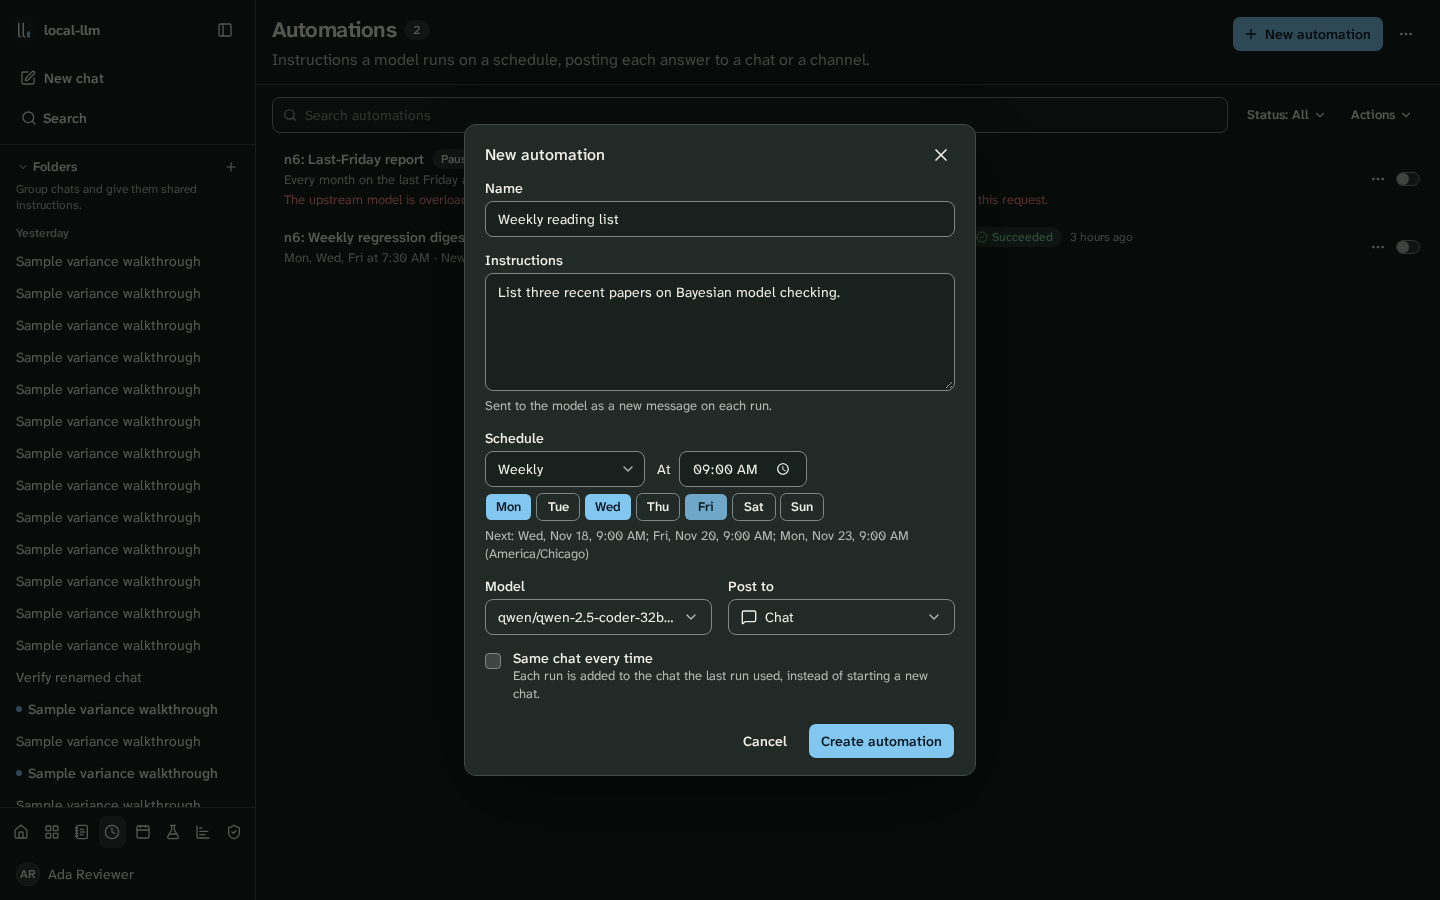 local-llm
New chat
Search
Folders
Group chats and give them shared
instructions.
Yesterday
Sample variance walkthrough
Sample variance walkthrough
Sample variance walkthrough
Sample variance walkthrough
Sample variance walkthrough
Sample variance walkthrough
Sample variance walkthrough
Sample variance walkthrough
Sample variance walkthrough
Sample variance walkthrough
Sample variance walkthrough
Sample variance walkthrough
Sample variance walkthrough
Verify renamed chat
Sample variance walkthrough
Sample variance walkthrough
Sample variance walkthrough
Sample variance walkthrough
AR Ada Reviewer
Automations 2
Instructions a model runs on a schedule, posting each answer to a chat or a channel.
+ New automation
Search automations
Status: All
Actions
n6: Last-Friday report
Every month on the last Friday
The upstream model is this request.
n6: Weekly regression Succeeded 3 hours ago
Mon, Wed, Fri at 7:30 AM · New
New automation
Name
Weekly reading list
Instructions
List three recent papers on Bayesian model checking.
Sent to the model as a new message on each run.
Schedule
Weekly At 09:00 AM
Mon Tue Wed Thu Fri Sat Sun
Next: Wed, Nov 18, 9:00 AM; Fri, Nov 20, 9:00 AM; Mon, Nov 23, 9:00 AM
(America/Chicago)
Model Post to
qwen/qwen-2.5-coder-32b... Chat
Same chat every time
Each run is added to the chat the last run used, instead of starting a new
chat.
Cancel Create automation